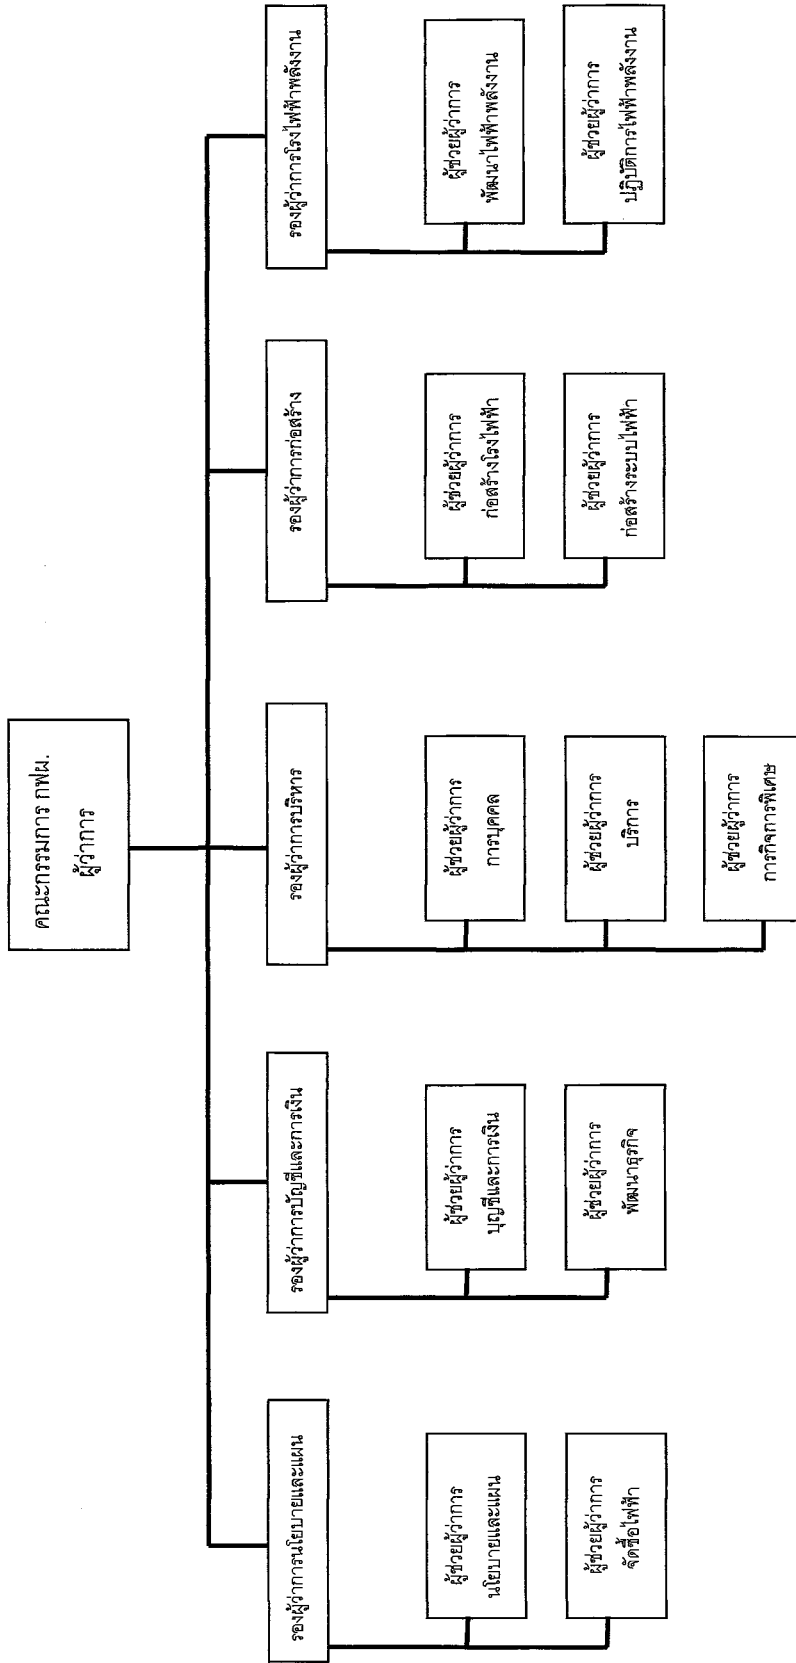 คณะกรรมการ กฟผ.
ผู้ว่าการ
รองผู้ว่าการนโยบายและแผน
ผู้ช่วยผู้ว่าการ
นโยบายและแผน
ผู้ช่วยผู้ว่าการ
จัดซื้อไฟฟ้า
รองผู้ว่าการบัญชีและการเงิน
ผู้ช่วยผู้ว่าการ
บุญชีและการเงิน
ผู้ช่วยผู้ว่าการ
พัฒนาธุรกิจ
รองผู้ว่าการบริหาร
ผู้ช่วยผู้ว่าการ
การบุคคล
ผู้ช่วยผู้ว่าการ
บริการ
ผู้ช่วยผู้ว่าการ
ภารกิจการพิเศษ
รองผู้ว่าการก่อสร้าง
ผู้ช่วยผู้ว่าการ
ก่อสร้างโรงไฟฟ้า
ผู้ช่วยผู้ว่าการ
ก่อสร้างระบบไฟฟ้า
รองผู้ว่าการโรงไฟฟ้าพลังงาน
ผู้ช่วยผู้ว่าการ
พัฒนาไฟฟ้าพลังงาน
ผู้ช่วยผู้ว่าการ
ปฏิบัติการไฟฟ้าพลังงาน